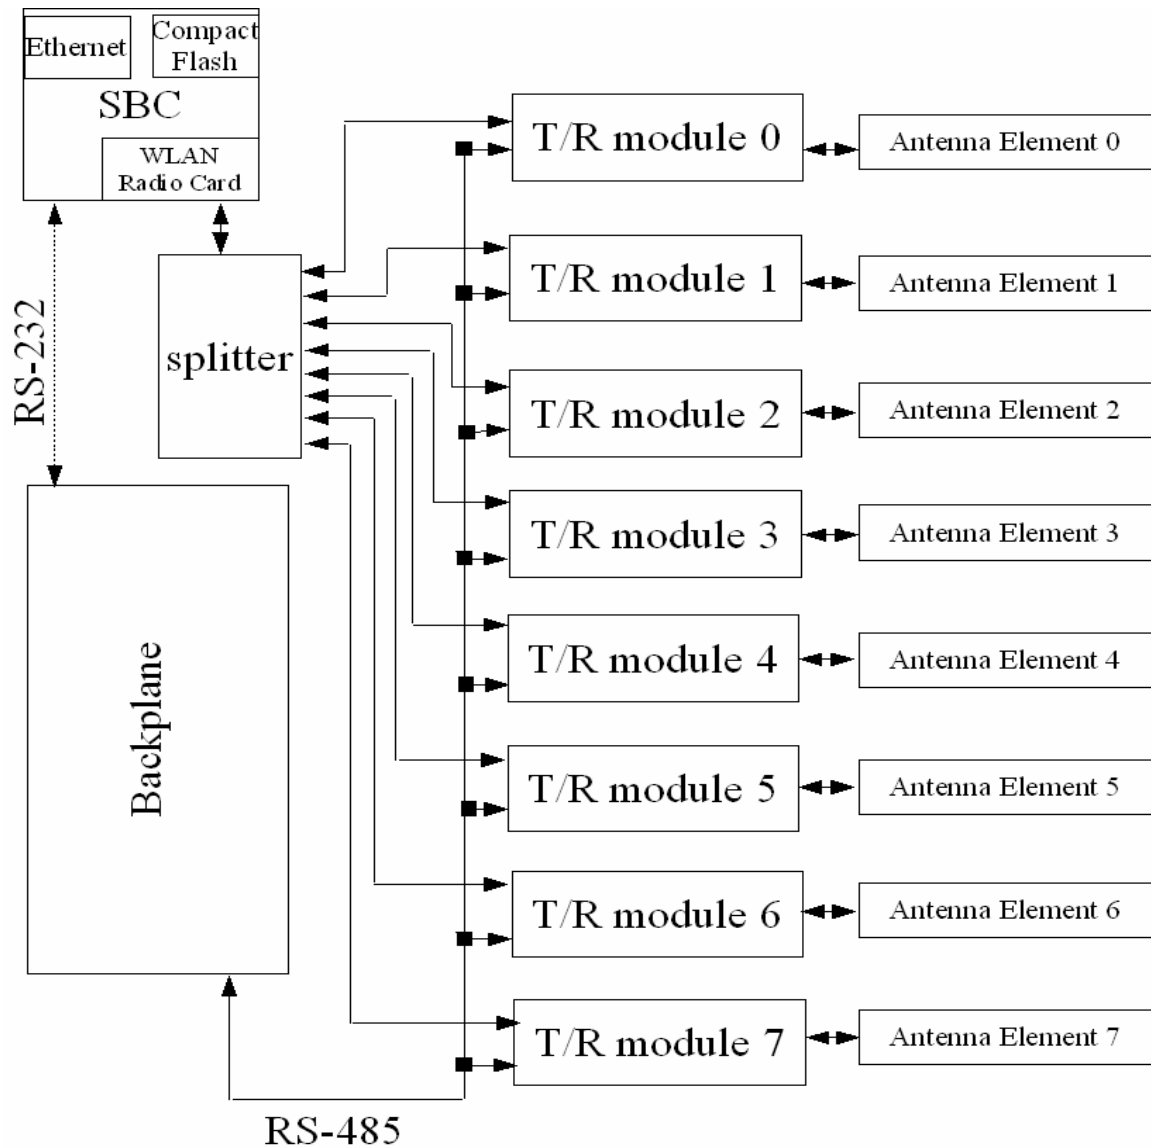 Ethernet
Compact
Flash
SBC
WLAN
Radio Card
RS-232
splitter
Backplane
RS-485
T/R module 0
Antenna Element 0
T/R module 1
Antenna Element 1
T/R module 2
Antenna Element 2
T/R module 3
Antenna Element 3
T/R module 4
Antenna Element 4
T/R module 5
Antenna Element 5
T/R module 6
Antenna Element 6
T/R module 7
Antenna Element 7